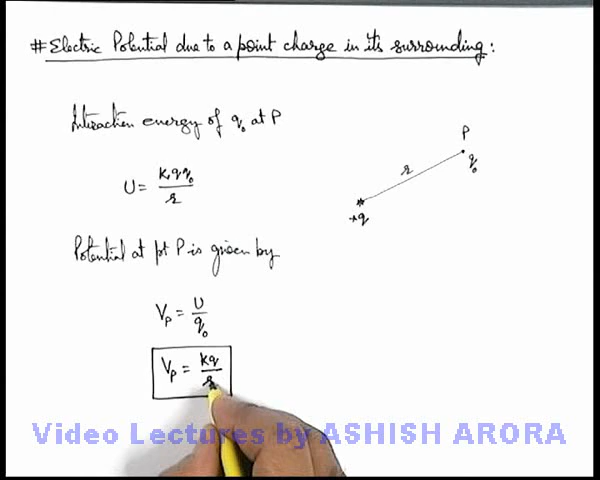 # Electric Potential due to a point charge in its surrounding :
Interaction energy of q₀ at P
U = kqq₀/r
P
r
q₀
+q
Potential at pt P is given by
Vₚ = U/q₀
Vₚ = kq/r
Video Lectures by ASHISH ARORA